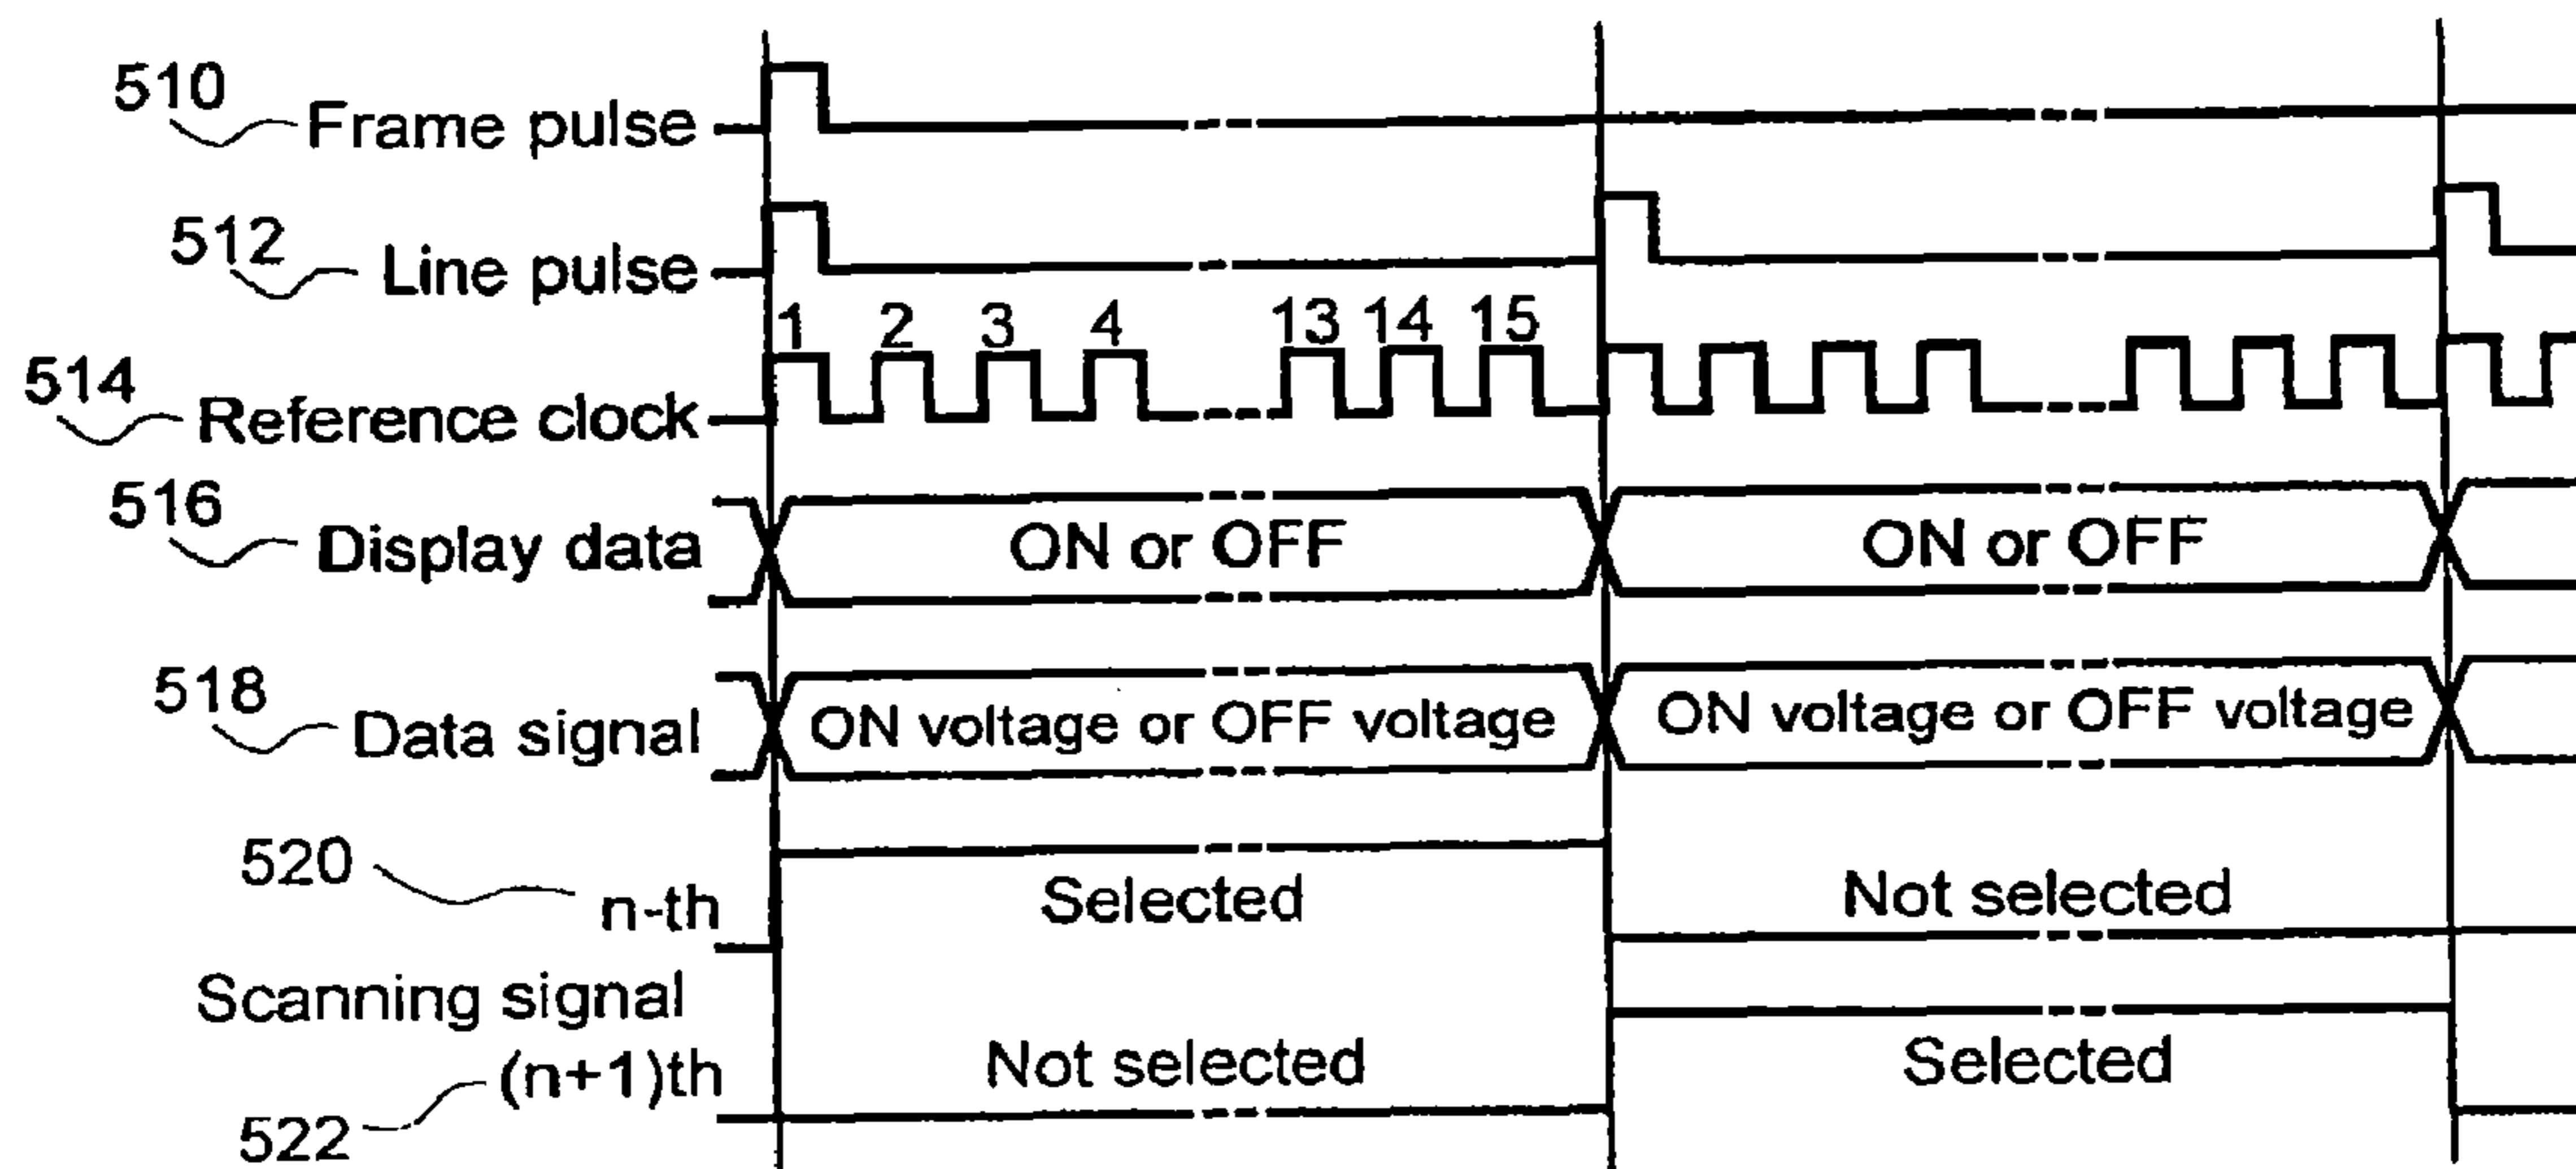 510 Frame pulse
512 Line pulse
1 2 3 4 13 14 15
514 Reference clock
516 Display data ON or OFF ON or OFF
518 Data signal ON voltage or OFF voltage ON voltage or OFF voltage
520 n-th Selected Not selected
Scanning signal
522 (n+1)th Not selected Selected